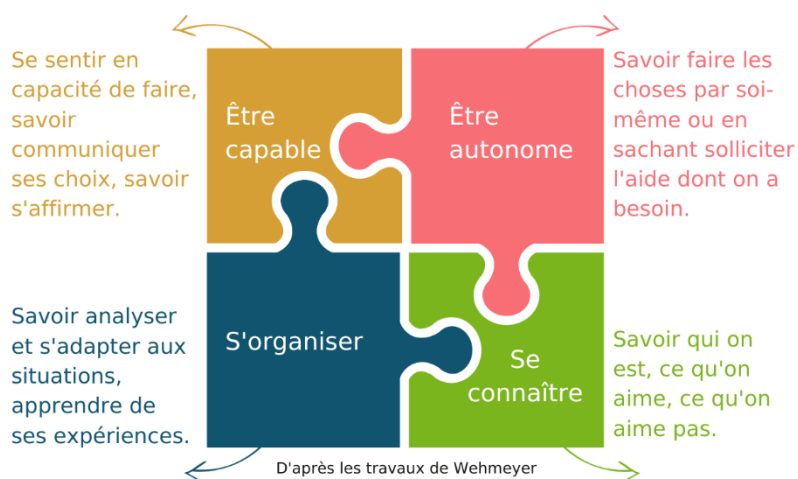 Se sentir en
capacité de faire,
savoir
communiquer
ses choix, savoir
s'affirmer.
Être
capable
Être
autonome
Savoir faire les
choses par soi-
même ou en
sachant solliciter
l'aide dont on a
besoin.
Savoir analyser
et s'adapter aux
situations,
apprendre de
ses expériences.
S'organiser
Se
connaître
Savoir qui on
est, ce qu'on
aime, ce qu'on
aime pas.
D'après les travaux de Wehmeyer